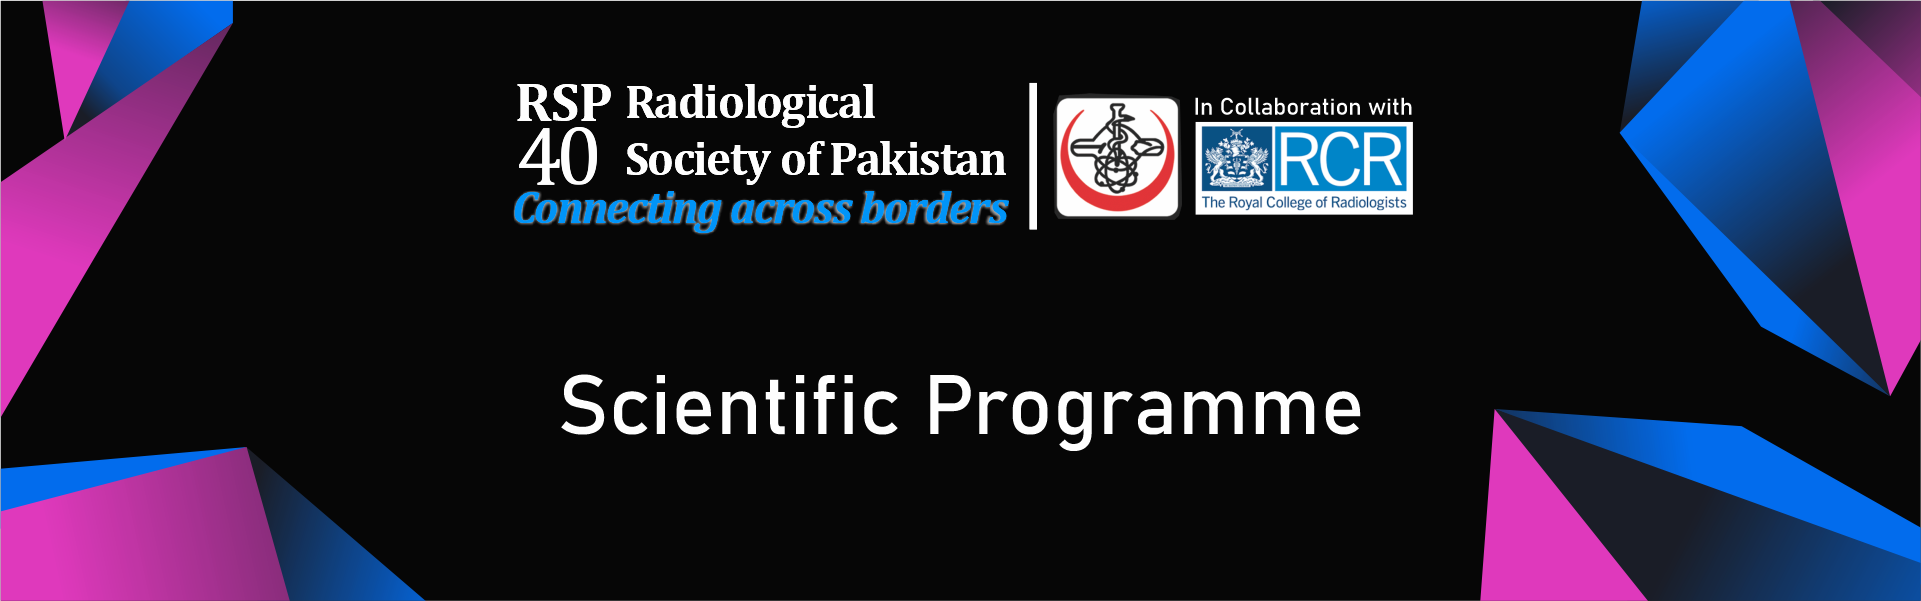 RSP Radiological
40 Society of Pakistan
Connecting across borders
In Collaboration with
RCR
The Royal College of Radiologists
Scientific Programme